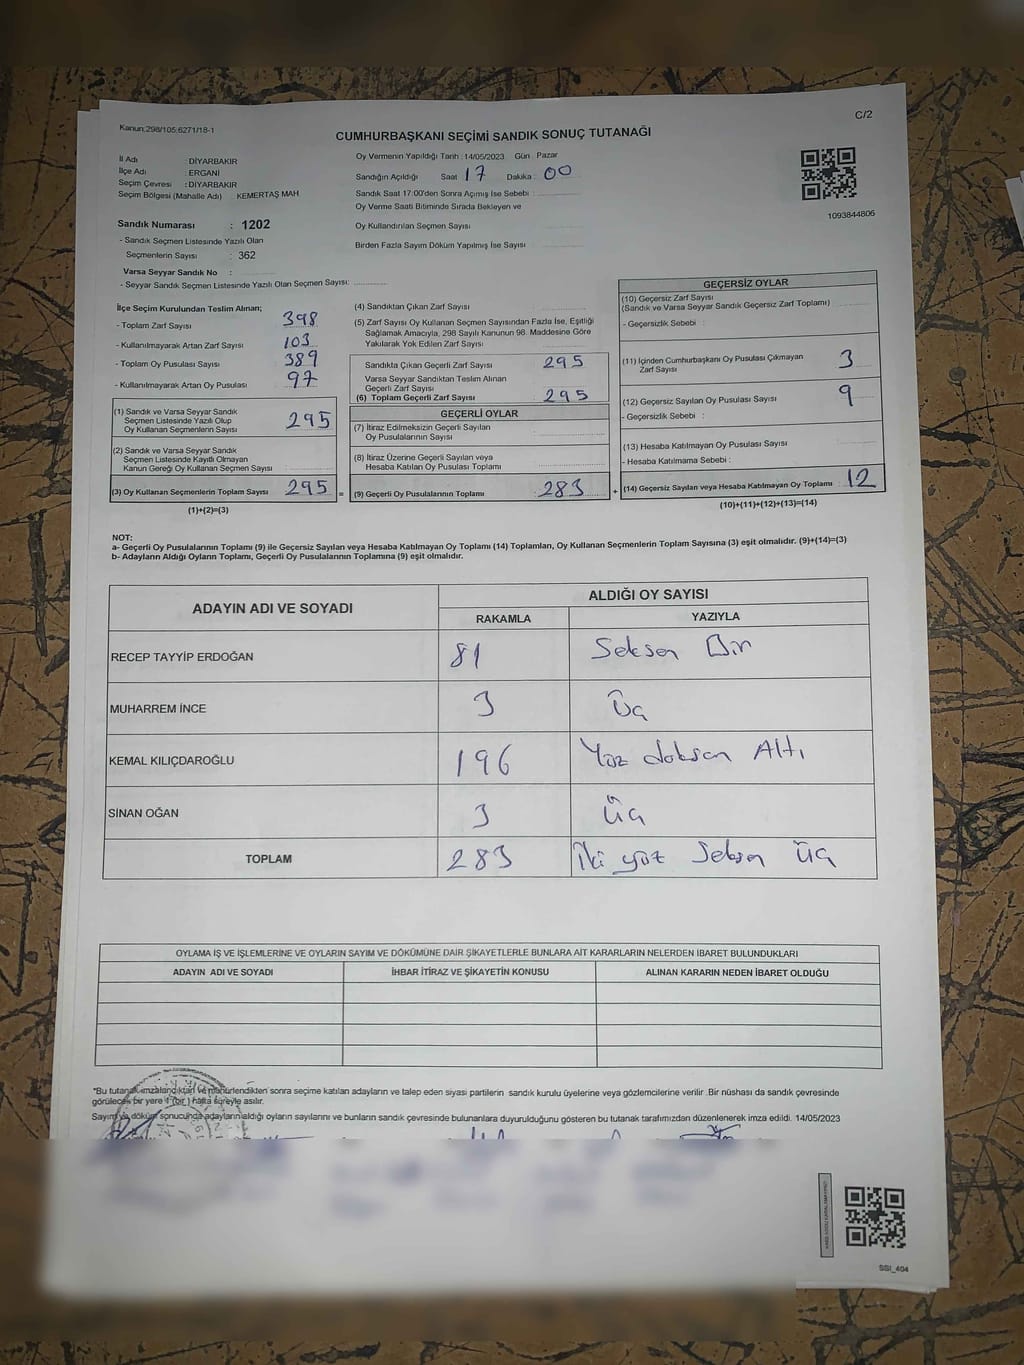 Kanun:298/105;6271/18-1
C/2
CUMHURBAŞKANI SEÇİMİ SANDIK SONUÇ TUTANAĞI
İl Adı : DİYARBAKIR
İlçe Adı : ERGANİ
Seçim Çevresi : DİYARBAKIR
Seçim Bölgesi (Mahalle Adı) KEMERTAŞ MAH
Sandık Numarası : 1202
- Sandık Seçmen Listesinde Yazılı Olan
Seçmenlerin Sayısı : 362
Varsa Seyyar Sandık No :
- Seyyar Sandık Seçmen Listesinde Yazılı Olan Seçmen Sayısı:
Oy Vermenin Yapıldığı Tarih :14/05/2023 Gün : Pazar
Sandığın Açıldığı Saat 17 Dakika : 00
Sandık Saat 17:00'den Sonra Açımış İse Sebebi :
Oy Verme Saati Bitiminde Sırada Bekleyen ve
Oy Kullandırılan Seçmen Sayısı
Birden Fazla Sayım Döküm Yapılmış İse Sayısı
1093844806
İlçe Seçim Kurulundan Teslim Alınan;
- Toplam Zarf Sayısı 398
- Kullanılmayarak Artan Zarf Sayısı 103
- Toplam Oy Pusulası Sayısı 389
- Kullanılmayarak Artan Oy Pusulası 97
(1) Sandık ve Varsa Seyyar Sandık
Seçmen Listesinde Yazılı Olup
Oy Kullanan Seçmenlerin Sayısı 295
(2) Sandık ve Varsa Seyyar Sandık
Seçmen Listesinde Kayıtlı Olmayan
Kanun Gereği Oy Kullanan Seçmen Sayısı
(3) Oy Kullanan Seçmenlerin Toplam Sayısı 295 =
(1)+(2)=(3)
(4) Sandıktan Çıkan Zarf Sayısı
(5) Zarf Sayısı Oy Kullanan Seçmen Sayısından Fazla İse, Eşitliği
Sağlamak Amacıyla, 298 Sayılı Kanunun 98. Maddesine Göre
Yakılarak Yok Edilen Zarf Sayısı
Sandıkta Çıkan Geçerli Zarf Sayısı 295
Varsa Seyyar Sandıktan Teslim Alınan
Geçerli Zarf Sayısı
(6) Toplam Geçerli Zarf Sayısı : 295
GEÇERLİ OYLAR
(7) İtiraz Edilmeksizin Geçerli Sayılan
Oy Pusulalarının Sayısı
(8) İtiraz Üzerine Geçerli Sayılan veya
Hesaba Katılan Oy Pusulası Toplamı
(9) Geçerli Oy Pusulalarının Toplamı : 283 +
GEÇERSİZ OYLAR
(10) Geçersiz Zarf Sayısı
(Sandık ve Varsa Seyyar Sandık Geçersiz Zarf Toplamı)
- Geçersizlik Sebebi :
(11) İçinden Cumhurbaşkanı Oy Pusulası Çıkmayan
Zarf Sayısı 3
(12) Geçersiz Sayılan Oy Pusulası Sayısı 9
- Geçersizlik Sebebi :
(13) Hesaba Katılmayan Oy Pusulası Sayısı
- Hesaba Katılmama Sebebi :
(14) Geçersiz Sayılan veya Hesaba Katılmayan Oy Toplamı : 12
(10)+(11)+(12)+(13)=(14)
NOT:
a- Geçerli Oy Pusulalarının Toplamı (9) ile Geçersiz Sayılan veya Hesaba Katılmayan Oy Toplamı (14) Toplamları, Oy Kullanan Seçmenlerin Toplam Sayısına (3) eşit olmalıdır. (9)+(14)=(3)
b- Adayların Aldığı Oyların Toplamı, Geçerli Oy Pusulalarının Toplamına (9) eşit olmalıdır.
ADAYIN ADI VE SOYADI ALDIĞI OY SAYISI
RAKAMLA YAZIYLA
RECEP TAYYİP ERDOĞAN 81 Seksen Bir
MUHARREM İNCE 3 Üç
KEMAL KILIÇDAROĞLU 196 Yüz doksan Altı
SİNAN OĞAN 3 Üç
TOPLAM 283 İki yüz Seksen Üç
OYLAMA İŞ VE İŞLEMLERİNE VE OYLARIN SAYIM VE DÖKÜMÜNE DAİR ŞİKAYETLERLE BUNLARA AİT KARARLARIN NELERDEN İBARET BULUNDUKLARI
ADAYIN ADI VE SOYADI İHBAR İTİRAZ VE ŞİKAYETİN KONUSU ALINAN KARARIN NEDEN İBARET OLDUĞU
"Bu tutanak imzalandıktan ve mühürlendikten sonra seçime katılan adayların ve talep eden siyasi partilerin sandık kurulu üyelerine veya gözlemcilerine verilir .Bir nüshası da sandık çevresinde
görülecek bir yere 1 (bir) hafta süreyle asılır.
Sayım ve döküm sonucunda adayların aldığı oyların sayılarını ve bunların sandık çevresinde bulunanlara duyurulduğunu gösteren bu tutanak tarafımızdan düzenlenerek imza edildi. 14/05/2023
SSI_404